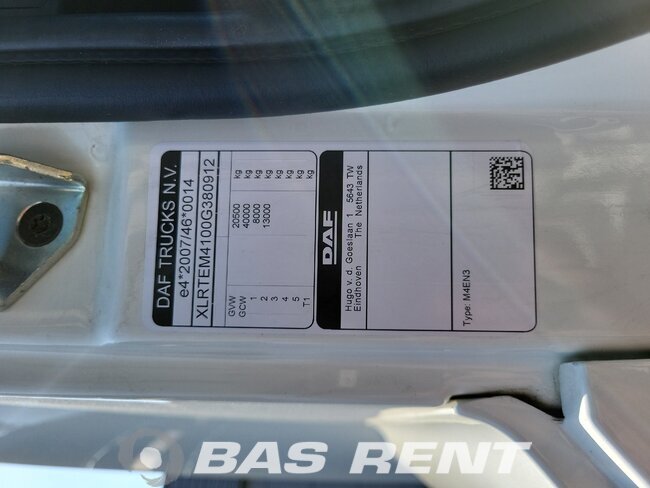 DAF TRUCKS N.V.
e4*2007/46*0014
XLRTEM4100G380912
GVW 20500 kg
GCW 40000 kg
1 8000 kg
2 13000 kg
3 kg
4 kg
5 kg
T1 kg
DAF
Hugo v. d. Goeslaan 1 5643 TW
Eindhoven The Netherlands
Type: M4EN3
BAS RENT